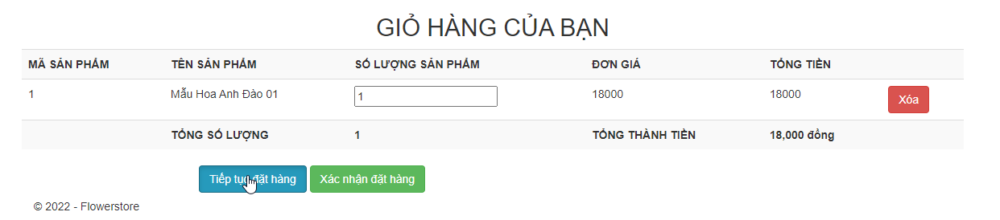 GIỎ HÀNG CỦA BẠN
MÃ SẢN PHẨM TÊN SẢN PHẨM SỐ LƯỢNG SẢN PHẨM ĐƠN GIÁ TỔNG TIỀN
1 Mẫu Hoa Anh Đào 01 1 18000 18000 Xóa
TỔNG SỐ LƯỢNG 1 TỔNG THÀNH TIỀN 18,000 đồng
Tiếp tục đặt hàng Xác nhận đặt hàng
© 2022 - Flowerstore